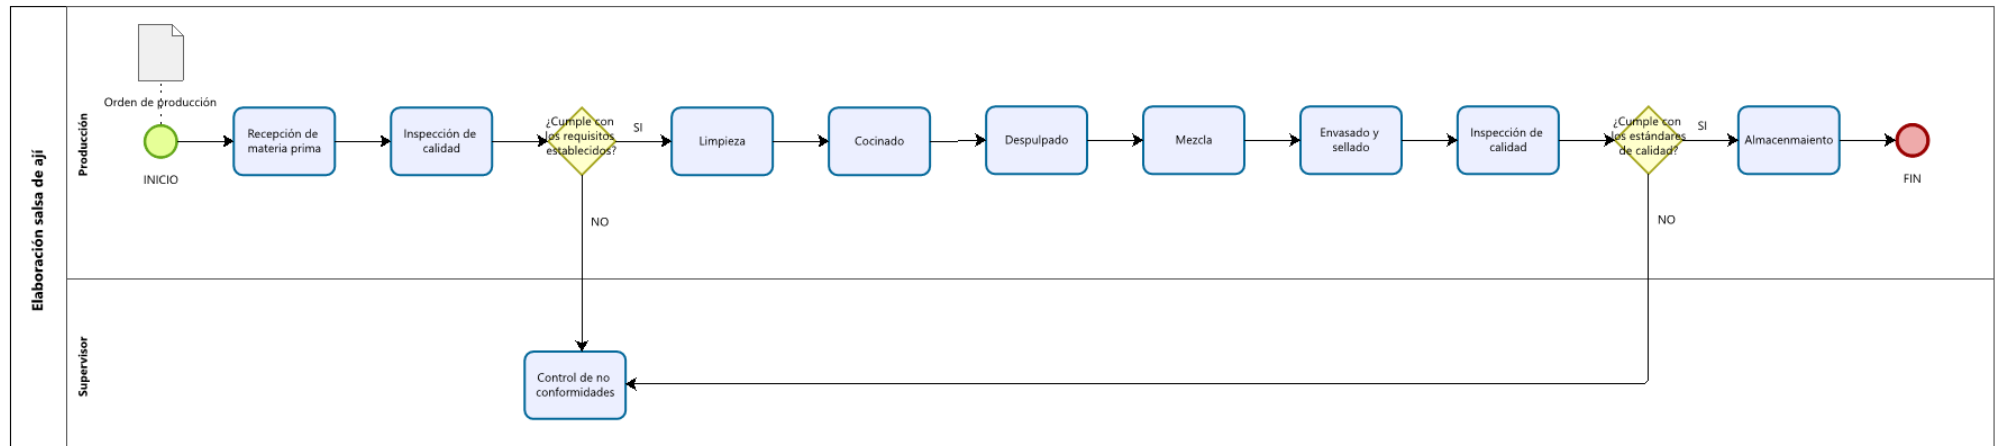 Elaboración salsa de ají
Producción
Orden de producción
INICIO
Recepción de
materia prima
Inspección de
calidad
¿Cumple con
los requisitos
establecidos?
SI
NO
Limpieza
Cocinado
Despulpado
Mezcla
Envasado y
sellado
Inspección de
calidad
¿Cumple con
los estándares
de calidad?
SI
NO
Almacenmaiento
FIN
Supervisor
Control de no
conformidades